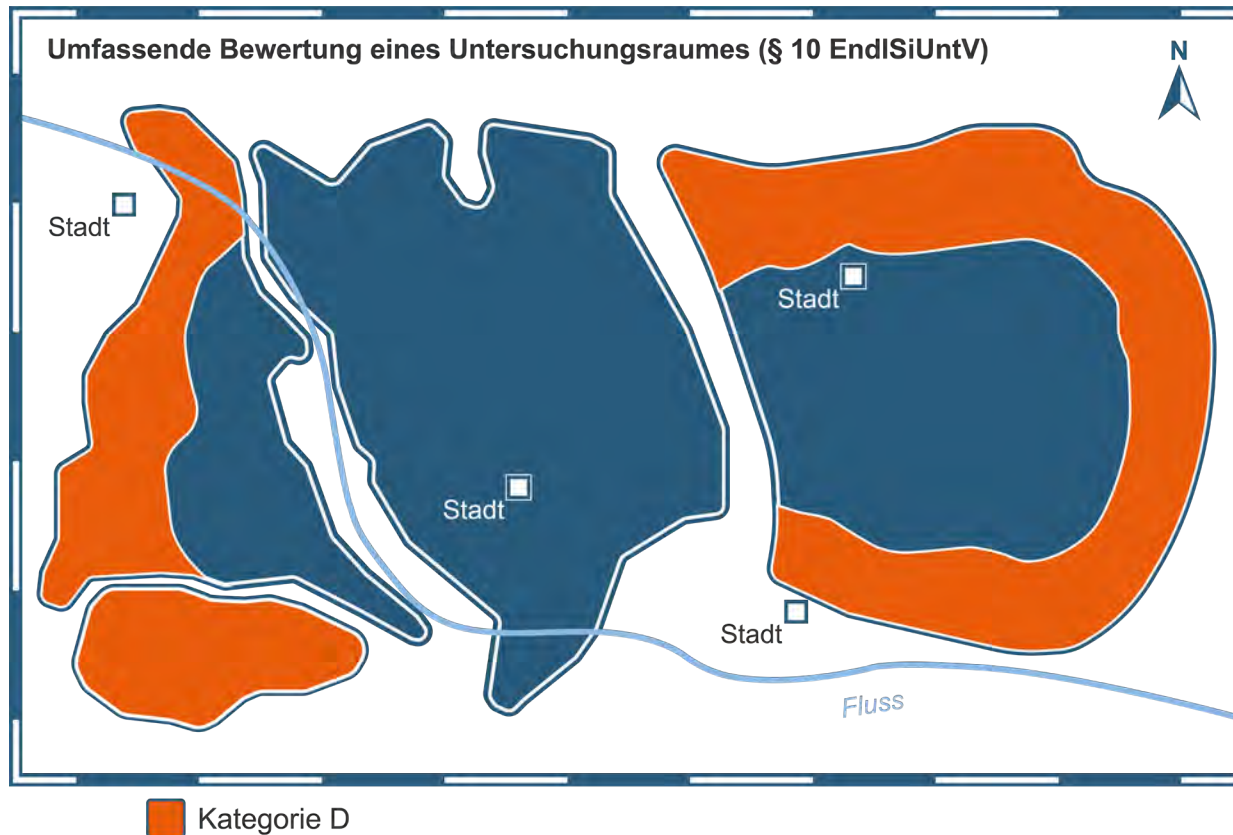 Umfassende Bewertung eines Untersuchungsraumes (§ 10 EndlSiUntV)
N
Stadt
Stadt
Stadt
Stadt
Fluss
Kategorie D